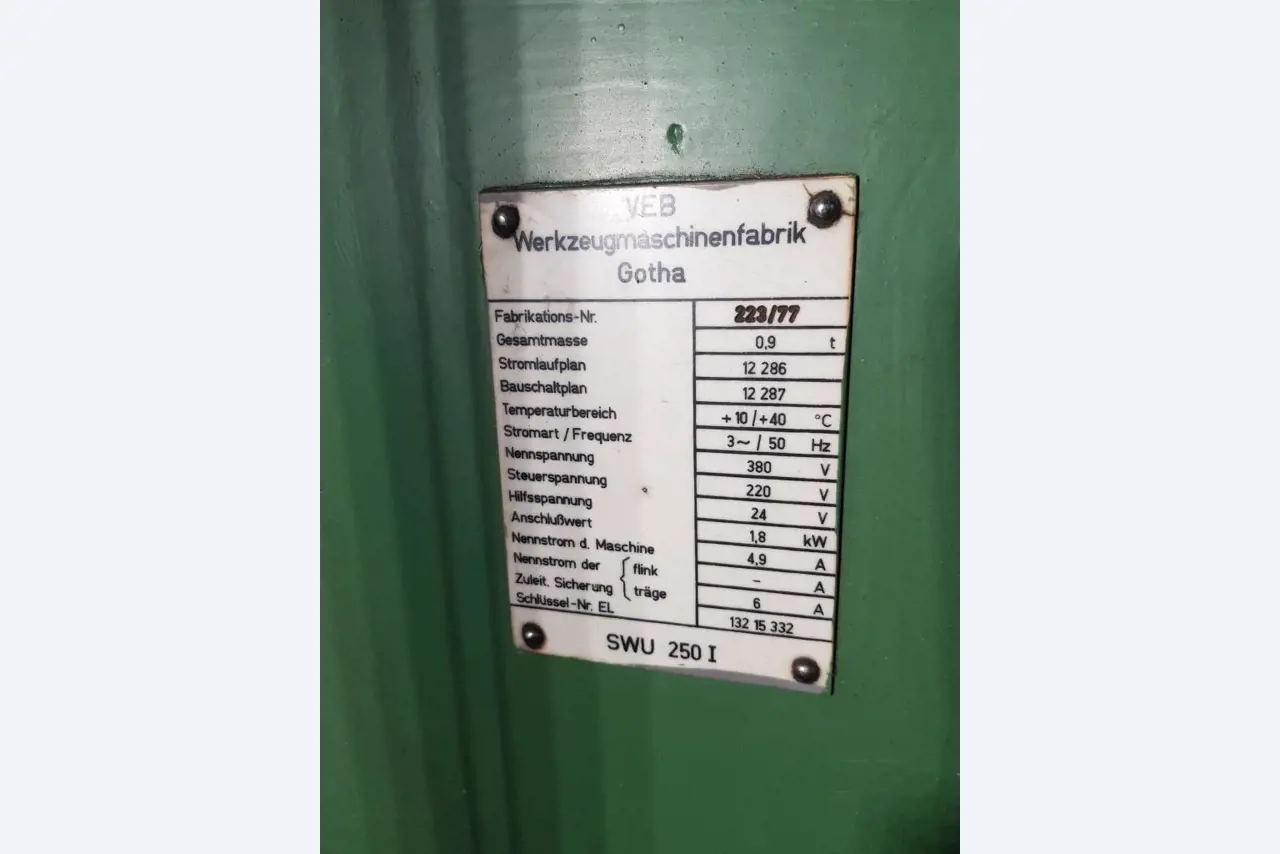 VEB
Werkzeugmaschinenfabrik
Gotha
Fabrikations-Nr. 223/77
Gesamtmasse 0,9 t
Stromlaufplan 12 286
Bauschaltplan 12 287
Temperaturbereich +10/+40 °C
Stromart / Frequenz 3~ / 50 Hz
Nennspannung 380 V
Steuerspannung 220 V
Hilfsspannung 24 V
Anschlußwert 1,8 kW
Nennstrom d. Maschine 4,9 A
Nennstrom der flink – A
Zuleit. Sicherung träge 6 A
Schlüssel-Nr. EL 132 15 332
SWU 250 I